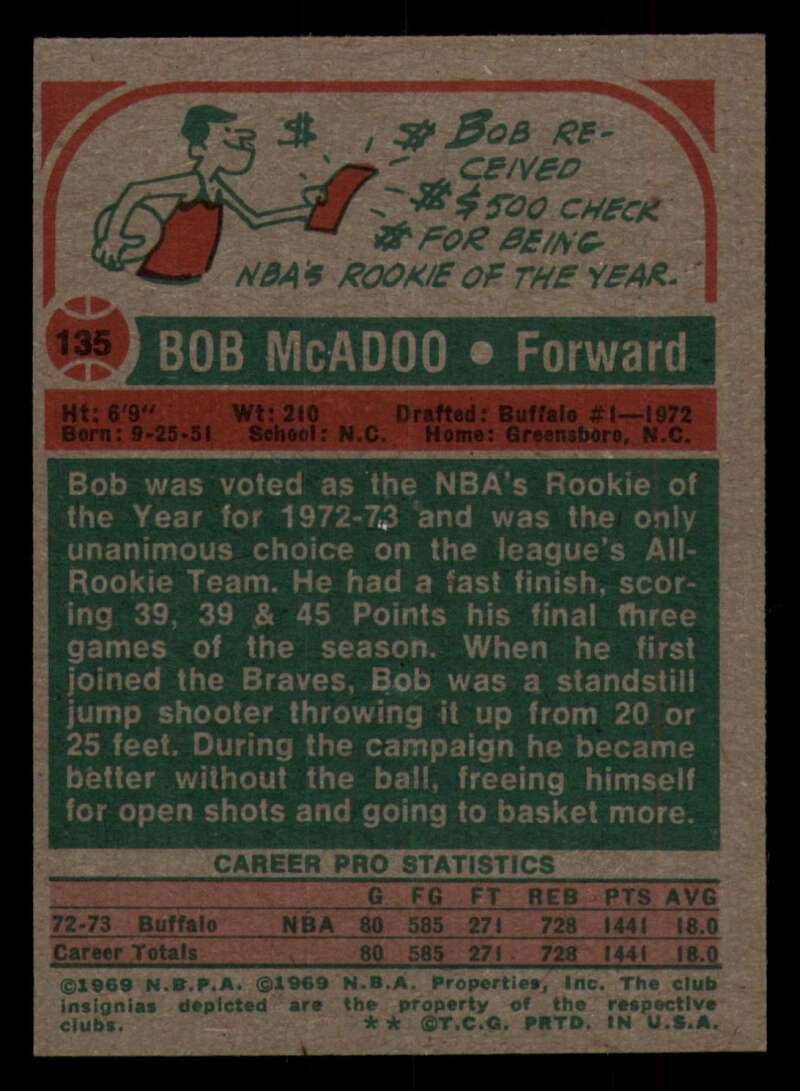 $ $ BOB RE-
CEIVED
$ $500 CHECK
$ FOR BEING
NBA'S ROOKIE OF THE YEAR.
135 BOB McADOO • Forward
Ht: 6'9" Wt: 210 Drafted: Buffalo #1—1972
Born: 9-25-51 School: N.C. Home: Greensboro, N.C.
Bob was voted as the NBA's Rookie of
the Year for 1972-73 and was the only
unanimous choice on the league's All-
Rookie Team. He had a fast finish, scor-
ing 39, 39 & 45 Points his final three
games of the season. When he first
joined the Braves, Bob was a standstill
jump shooter throwing it up from 20 or
25 feet. During the campaign he became
better without the ball, freeing himself
for open shots and going to basket more.
CAREER PRO STATISTICS
G FG FT REB PTS AVG
72-73 Buffalo NBA 80 585 271 728 1441 18.0
Career Totals 80 585 271 728 1441 18.0
©1969 N.B.P.A. ©1969 N.B.A. Properties, Inc. The club
insignias depicted are the property of the respective
clubs. ** ©T.C.G. PRTD. IN U.S.A.